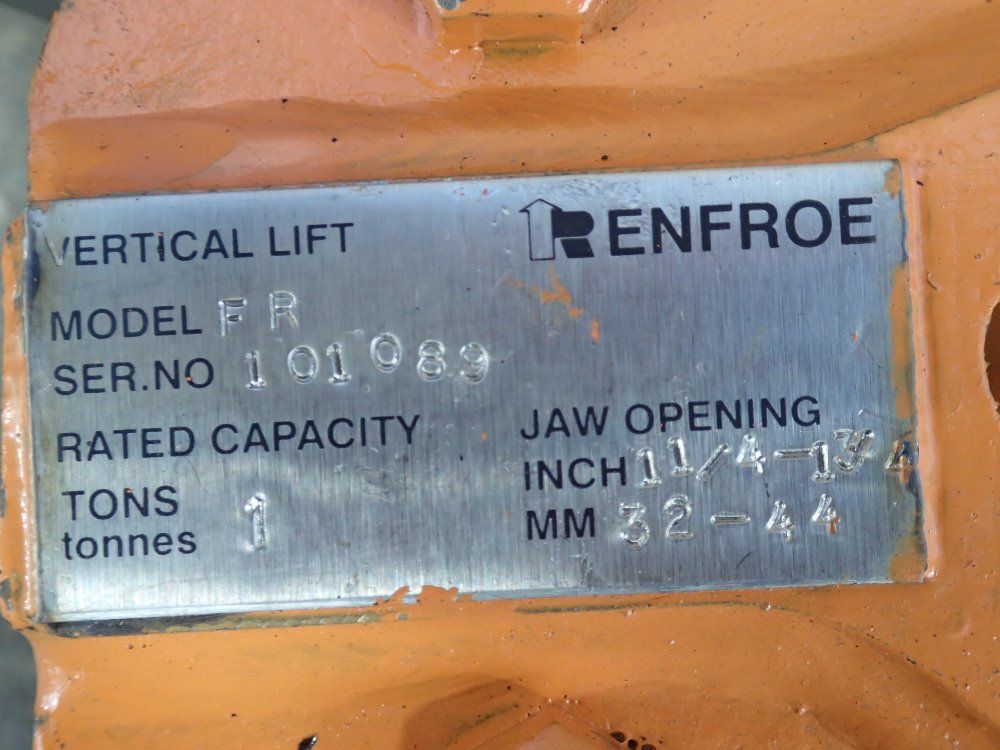 VERTICAL LIFT
RENFROE
MODEL FR
SER.NO 101089
RATED CAPACITY
TONS
tonnes 1
JAW OPENING
INCH 11/4-13/4
MM 32-44